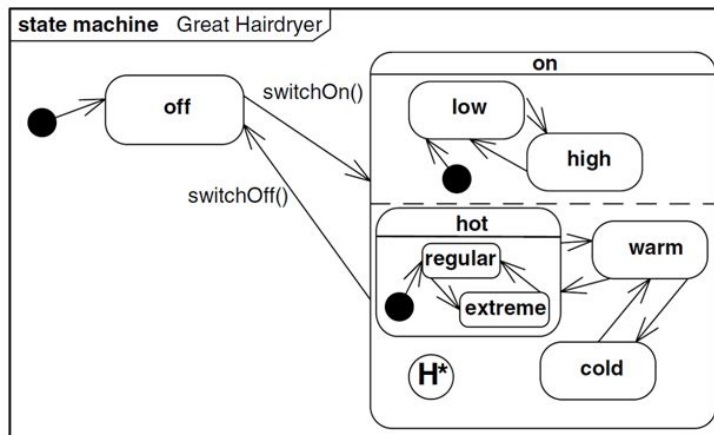 state machine Great Hairdryer
on
off
switchOn()
low
high
switchOff()
hot
regular
warm
extreme
cold
H*